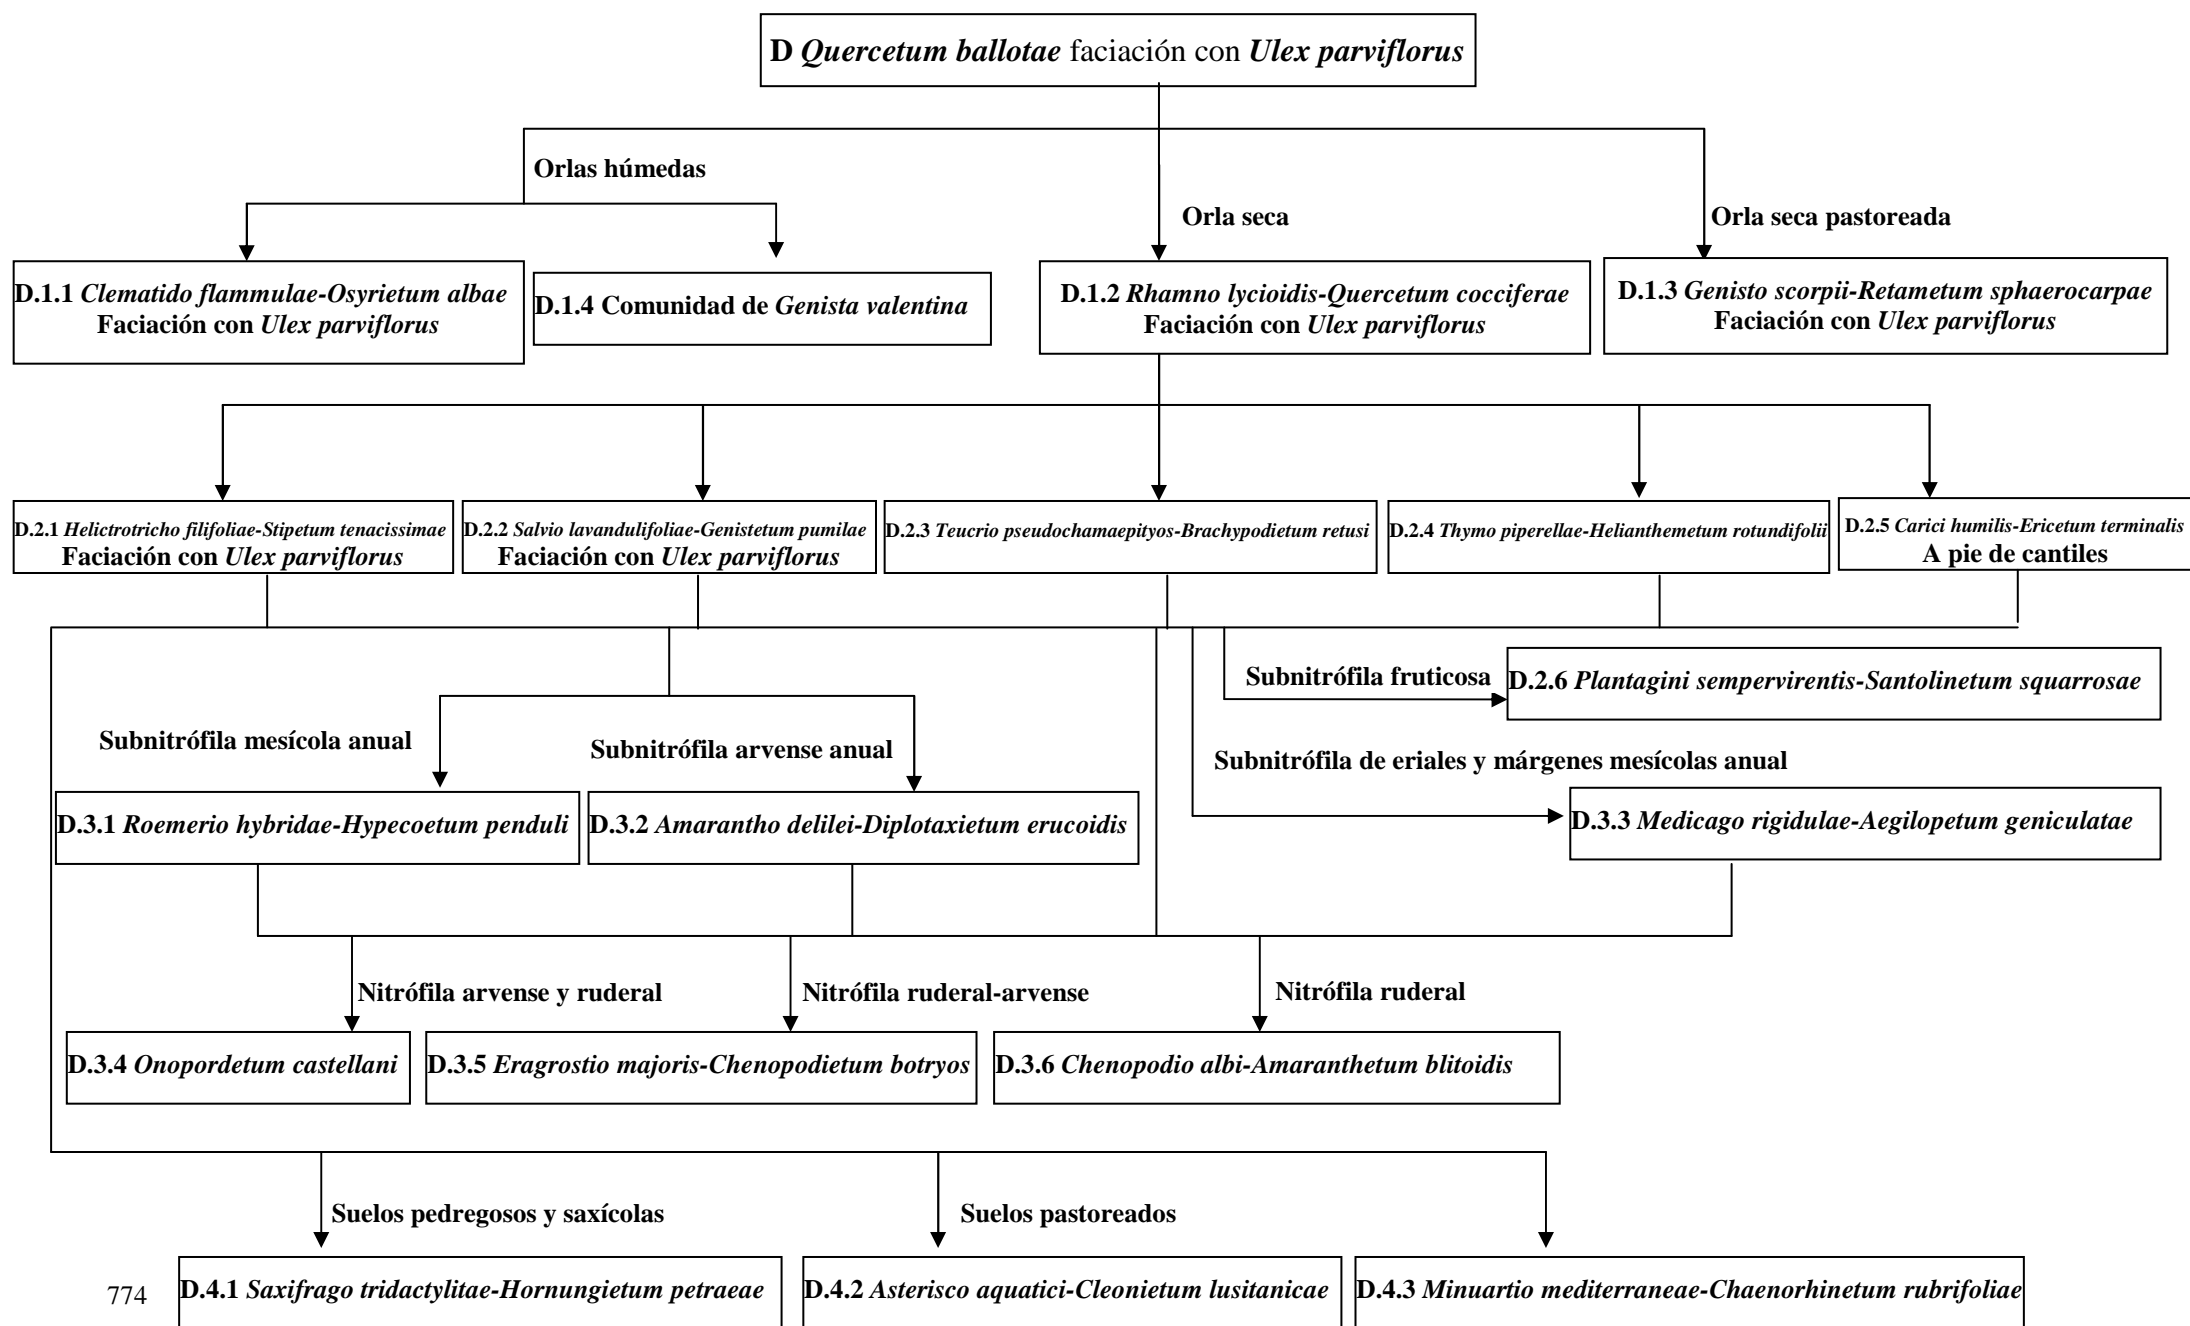 D Quercetum ballotae faciación con Ulex parviflorus
Orlas húmedas
Orla seca
Orla seca pastoreada
D.1.1 Clematido flammulae-Osyrietum albae
Faciación con Ulex parviflorus
D.1.4 Comunidad de Genista valentina
D.1.2 Rhamno lycioidis-Quercetum cocciferae
Faciación con Ulex parviflorus
D.1.3 Genisto scorpii-Retametum sphaerocarpae
Faciación con Ulex parviflorus
D.2.1 Helictrotricho filifoliae-Stipetum tenacissimae
Faciación con Ulex parviflorus
D.2.2 Salvio lavandulifoliae-Genistetum pumilae
Faciación con Ulex parviflorus
D.2.3 Teucrio pseudochamaepityos-Brachypodietum retusi
D.2.4 Thymo piperellae-Helianthemetum rotundifolii
D.2.5 Carici humilis-Ericetum terminalis
A pie de cantiles
Subnitrófila fruticosa
D.2.6 Plantagini sempervirentis-Santolinetum squarrosae
Subnitrófila mesícola anual
Subnitrófila arvense anual
Subnitrófila de eriales y márgenes mesícolas anual
D.3.1 Roemerio hybridae-Hypecoetum penduli
D.3.2 Amarantho delilei-Diplotaxietum erucoidis
D.3.3 Medicago rigidulae-Aegilopetum geniculatae
Nitrófila arvense y ruderal
Nitrófila ruderal-arvense
Nitrófila ruderal
D.3.4 Onopordetum castellani
D.3.5 Eragrostio majoris-Chenopodietum botryos
D.3.6 Chenopodio albi-Amaranthetum blitoidis
Suelos pedregosos y saxícolas
Suelos pastoreados
D.4.1 Saxifrago tridactylitae-Hornungietum petraeae
D.4.2 Asterisco aquatici-Cleonietum lusitanicae
D.4.3 Minuartio mediterraneae-Chaenorhinetum rubrifoliae
774